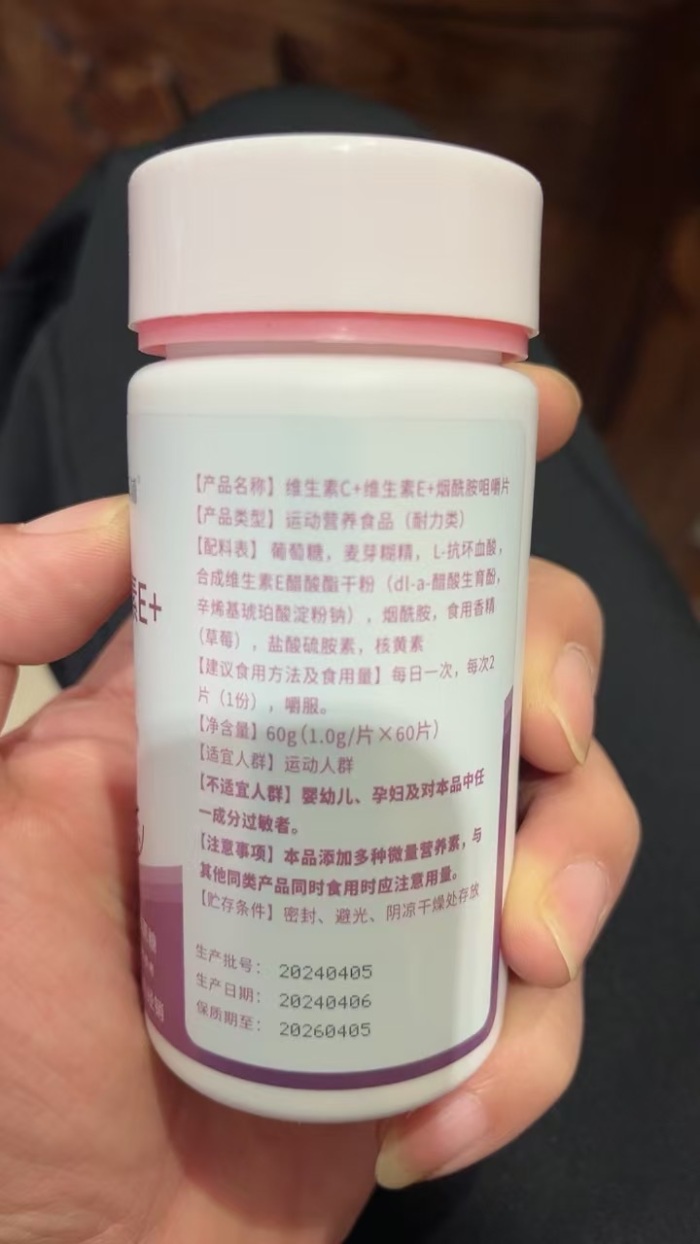 素E+
【产品名称】维生素C+维生素E+烟酰胺咀嚼片
【产品类型】运动营养食品（耐力类）
【配料表】葡萄糖，麦芽糊精，L-抗坏血酸，
合成维生素E醋酸酯干粉（dl-a-醋酸生育酚，
辛烯基琥珀酸淀粉钠），烟酰胺，食用香精
（草莓），盐酸硫胺素，核黄素
【建议食用方法及食用量】每日一次，每次2
片（1份），嚼服。
【净含量】60g（1.0g/片×60片）
【适宜人群】运动人群
【不适宜人群】婴幼儿、孕妇及对本品中任
一成分过敏者。
【注意事项】本品添加多种微量营养素，与
其他同类产品同时食用时应注意用量。
【贮存条件】密封、避光、阴凉干燥处存放
生产批号：20240405
生产日期：20240406
保质期至：20260405